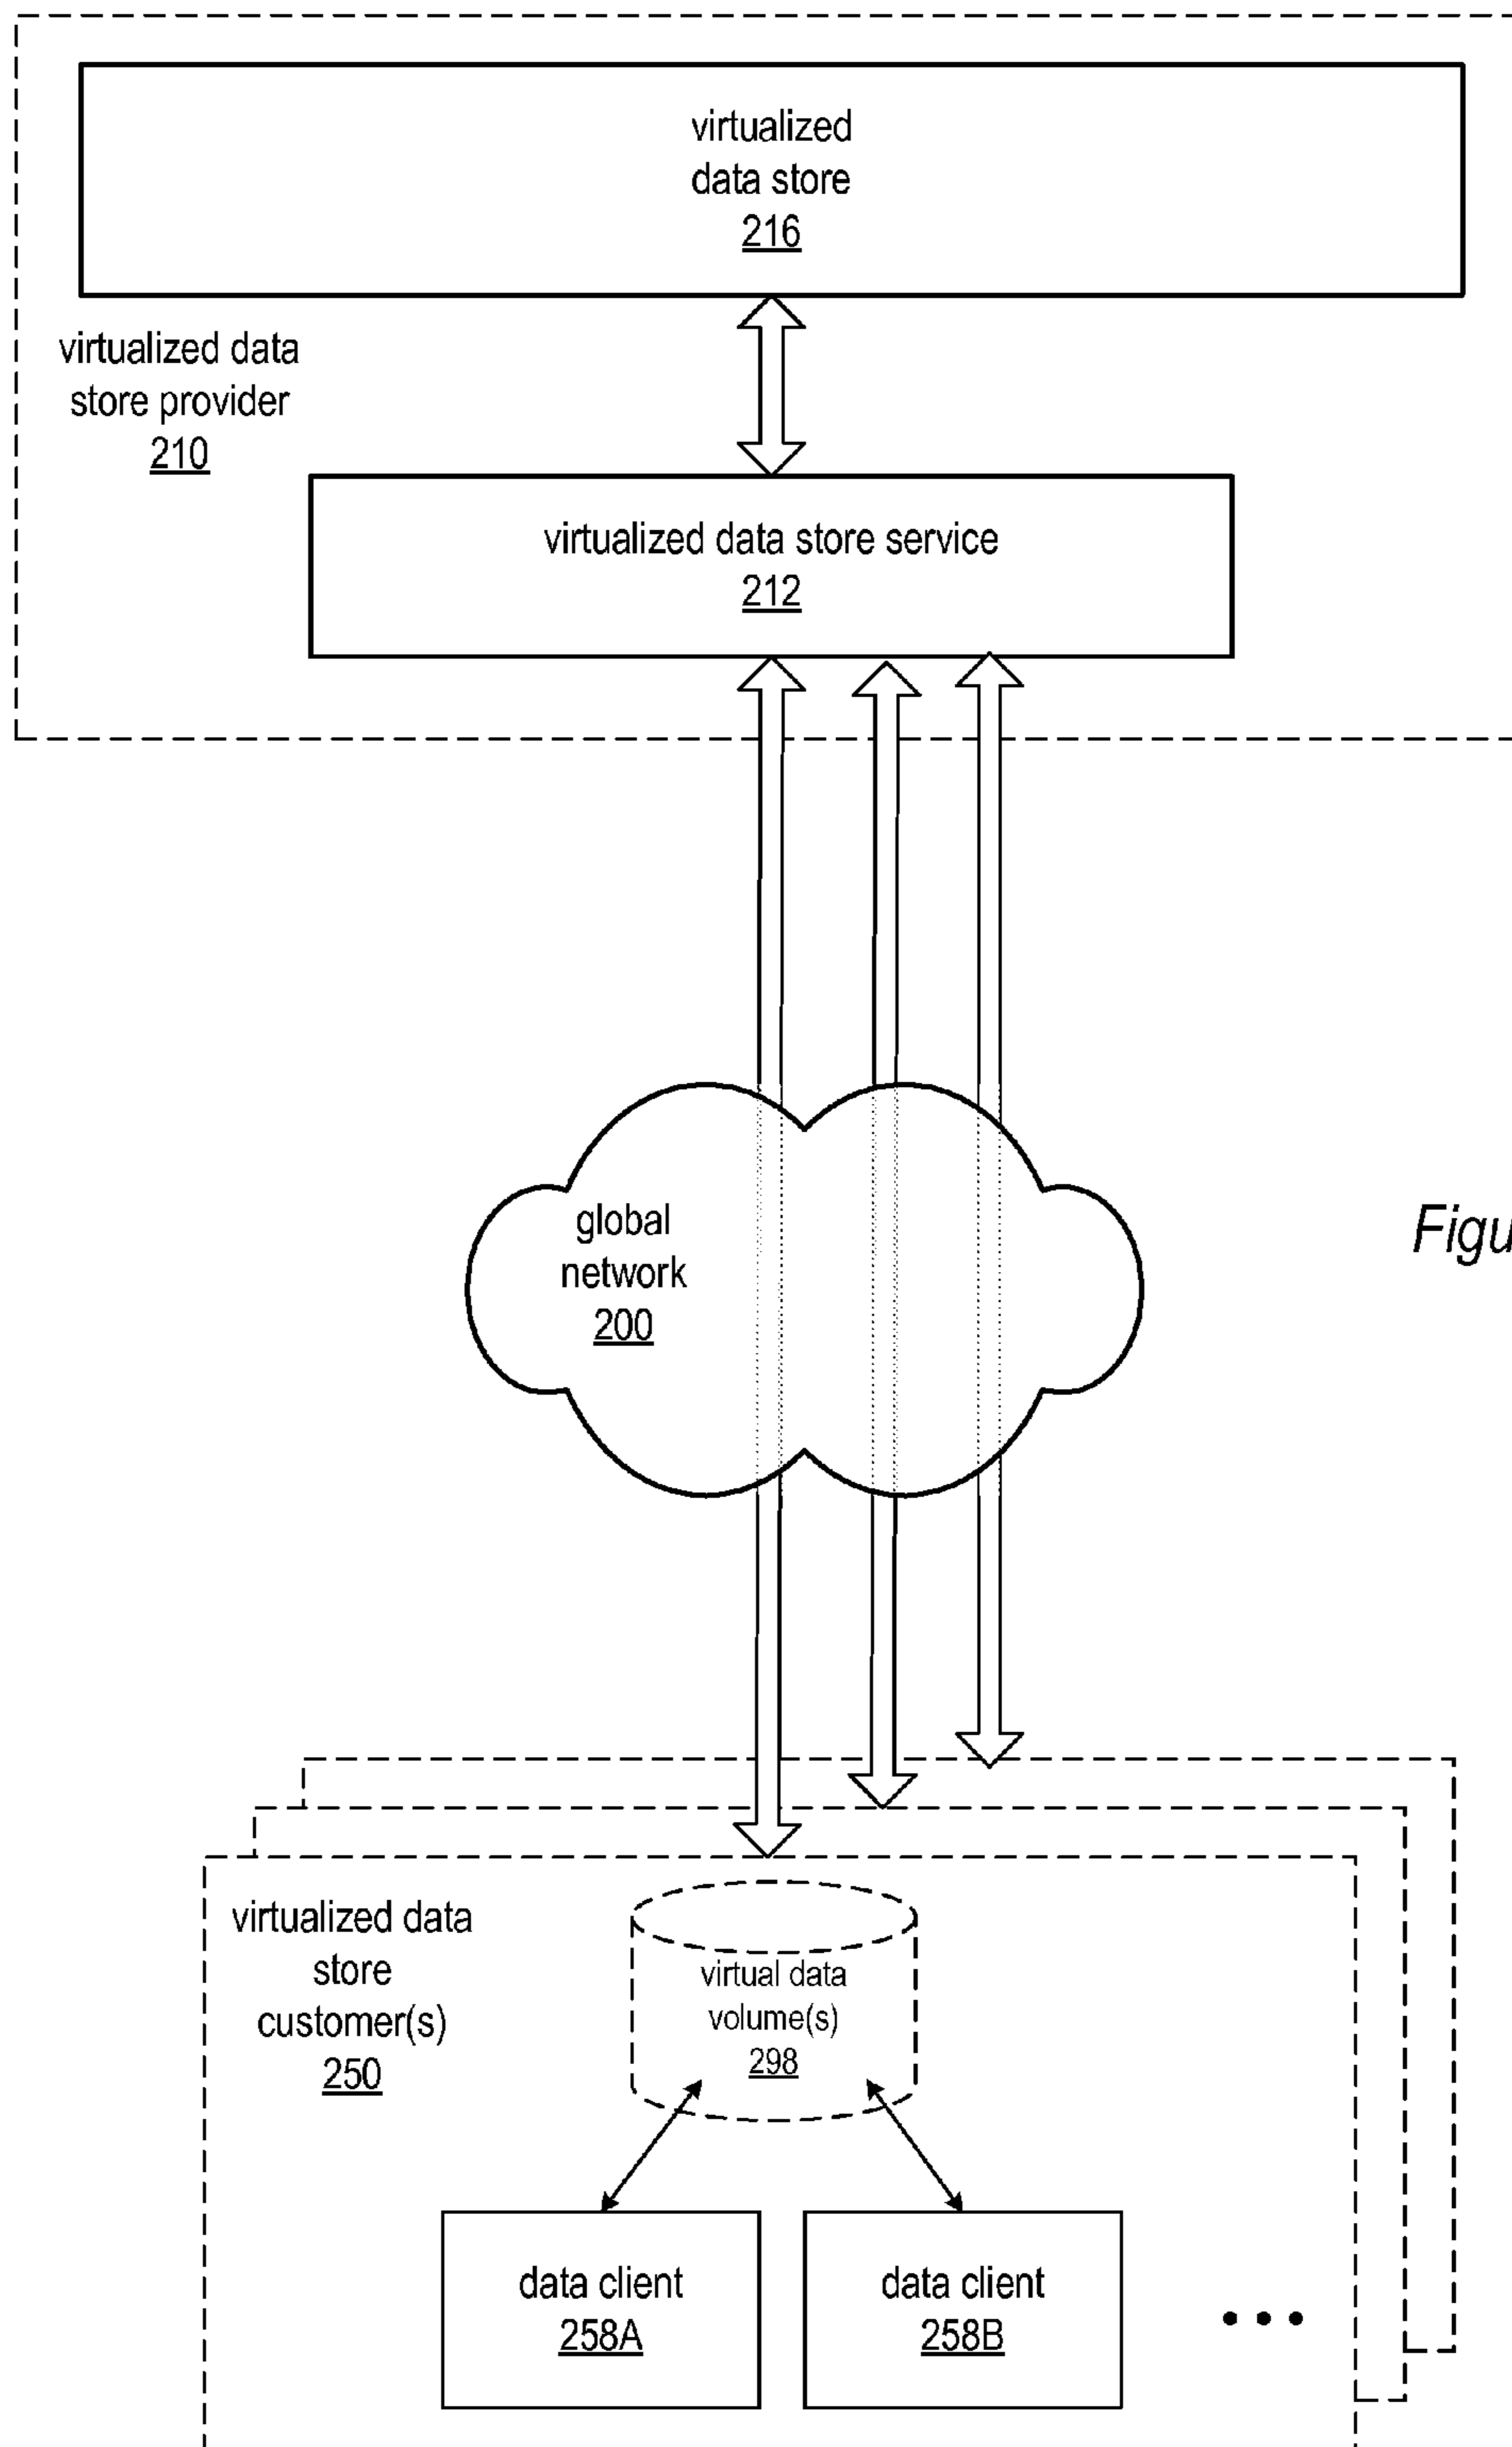 virtualized
data store
216
virtualized data
store provider
210
virtualized data store service
212
global
network
200
Figu
virtualized data
store
customer(s)
250
virtual data
volume(s)
298
data client
258A
data client
258B